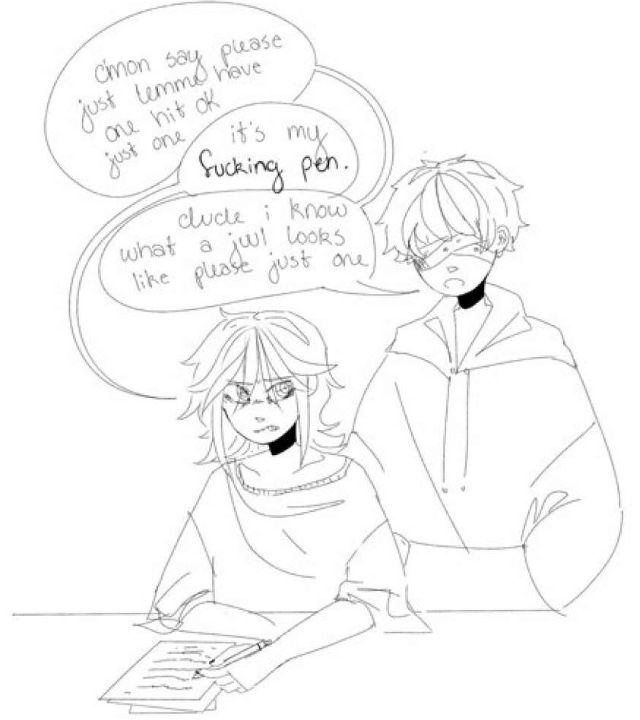 c'mon say please
just lemme have
one hit ok
just one
it's my
fucking pen.
dude i know
what a juul looks
like please just one